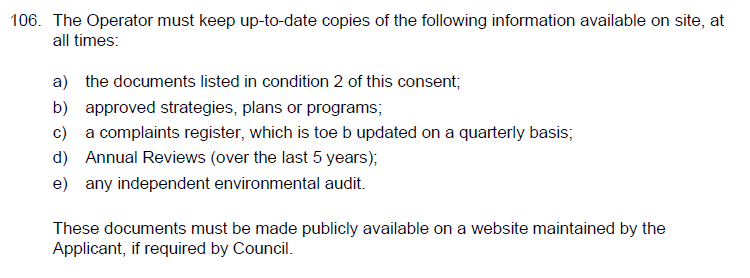 106. The Operator must keep up-to-date copies of the following information available on site, at
all times:
a) the documents listed in condition 2 of this consent;
b) approved strategies, plans or programs;
c) a complaints register, which is toe b updated on a quarterly basis;
d) Annual Reviews (over the last 5 years);
e) any independent environmental audit.
These documents must be made publicly available on a website maintained by the
Applicant, if required by Council.